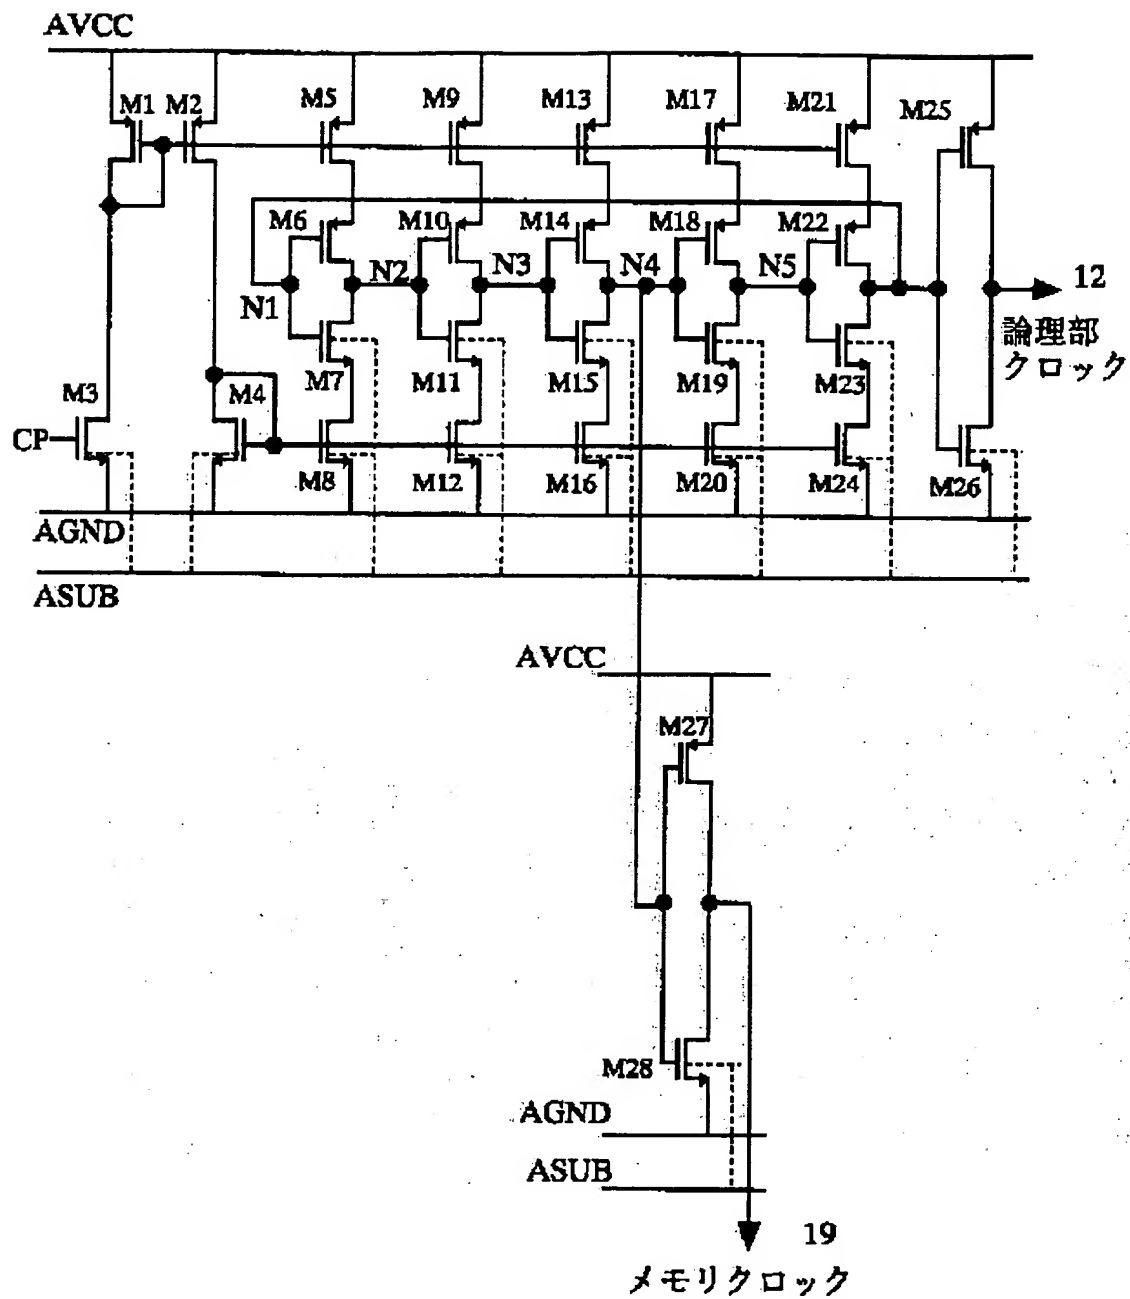 AVCC
M1 M2 M5 M9 M13 M17 M21 M25
M6 M10 M14 M18 M22
N1 N2 N3 N4 N5
12
論理部
クロック
M7 M11 M15 M19 M23
M3 M4
CP
M8 M12 M16 M20 M24 M26
AGND
ASUB
AVCC
M27
M28
AGND
ASUB
19
メモリクロック